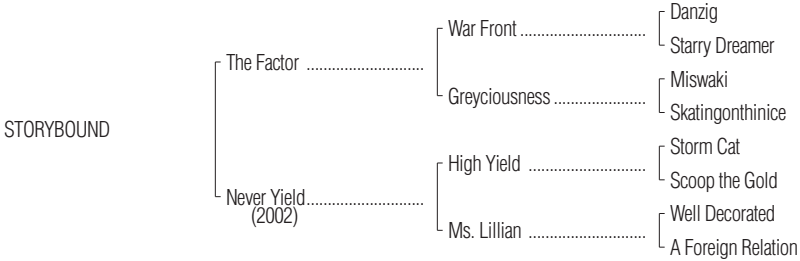 Danzig
War Front ............................
Starry Dreamer
The Factor ..........................
Miswaki
Greyciousness ....................
Skatingonthinice
STORYBOUND
Storm Cat
High Yield ..........................
Scoop the Gold
Never Yield..........................
(2002)
Well Decorated
Ms. Lillian ..........................
A Foreign Relation